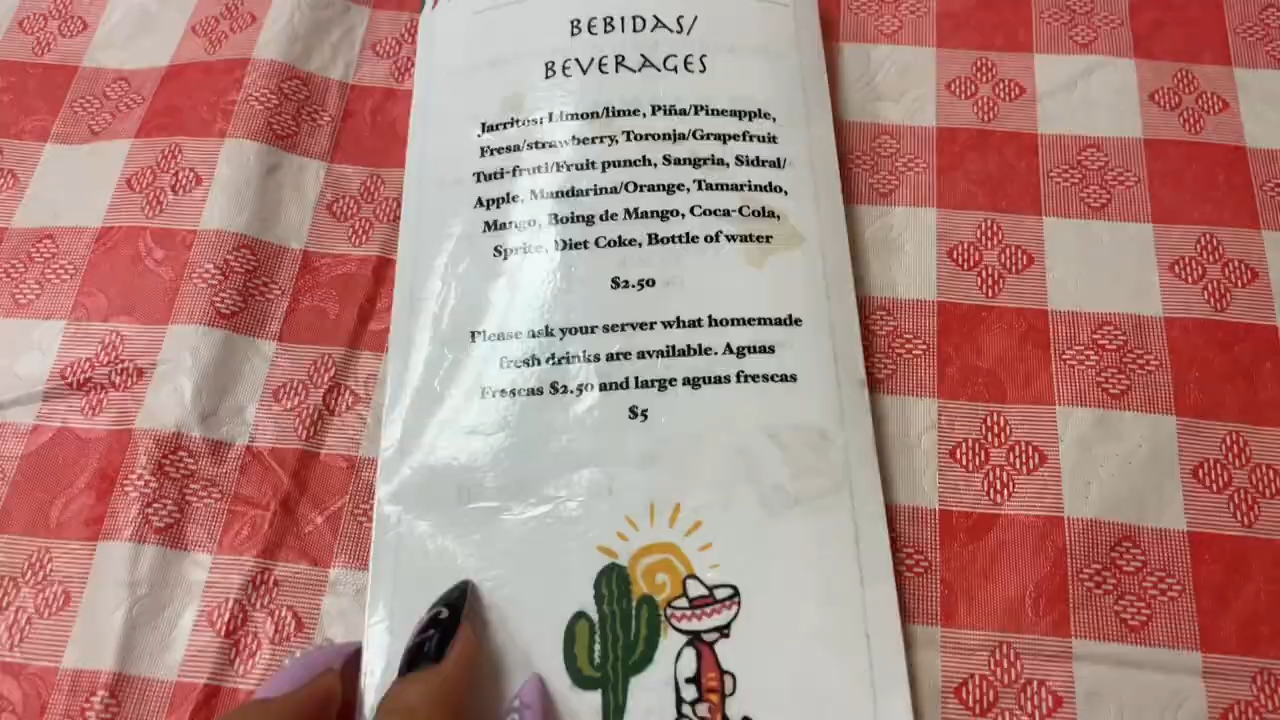 BEBIDAS/
BEVERAGES
Jarritos: Limon/lime, Piña/Pineapple,
Fresa/strawberry, Toronja/Grapefruit
Tuti-fruti/Fruit punch, Sangria, Sidral/
Apple, Mandarina/Orange, Tamarindo,
Mango, Boing de Mango, Coca-Cola,
Sprite, Diet Coke, Bottle of water
$2.50
Please ask your server what homemade
fresh drinks are available. Aguas
Frescas $2.50 and large aguas frescas
$5